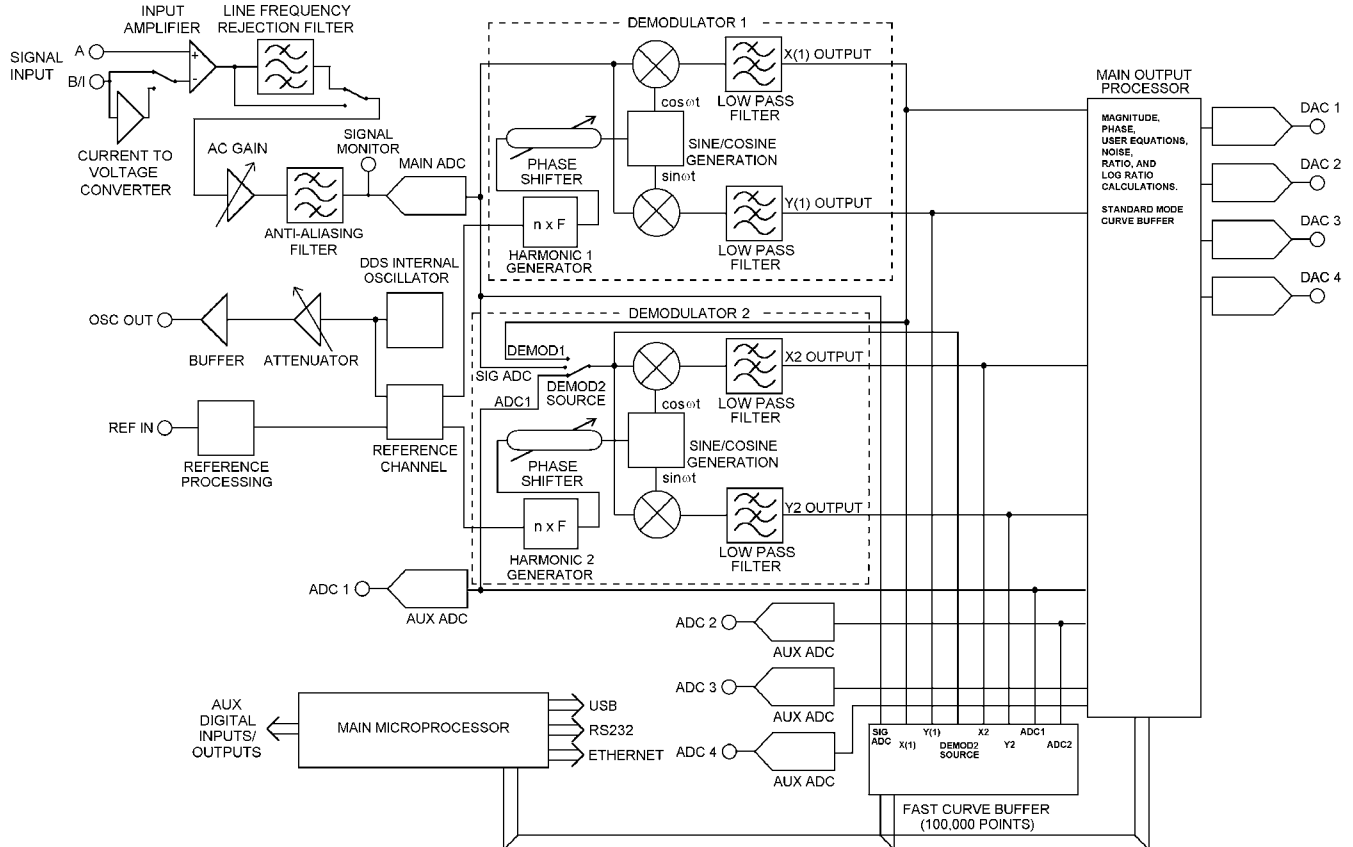 INPUT
AMPLIFIER
LINE FREQUENCY
REJECTION FILTER
SIGNAL
INPUT
A
B/I
+
-
CURRENT TO
VOLTAGE
CONVERTER
AC GAIN
ANTI-ALIASING
FILTER
SIGNAL
MONITOR
MAIN ADC
DEMODULATOR 1
X(1) OUTPUT
LOW PASS
FILTER
cosωt
SINE/COSINE
GENERATION
sinωt
PHASE
SHIFTER
n x F
HARMONIC 1
GENERATOR
Y(1) OUTPUT
LOW PASS
FILTER
MAIN OUTPUT
PROCESSOR
MAGNITUDE,
PHASE,
USER EQUATIONS,
NOISE,
RATIO, AND
LOG RATIO
CALCULATIONS.
STANDARD MODE
CURVE BUFFER
DAC 1
DAC 2
DAC 3
DAC 4
DDS INTERNAL
OSCILLATOR
OSC OUT
BUFFER
ATTENUATOR
REF IN
REFERENCE
PROCESSING
REFERENCE
CHANNEL
DEMODULATOR 2
DEMOD1
SIG ADC
ADC1
DEMOD2
SOURCE
X2 OUTPUT
LOW PASS
FILTER
cosωt
SINE/COSINE
GENERATION
sinωt
PHASE
SHIFTER
n x F
HARMONIC 2
GENERATOR
Y2 OUTPUT
LOW PASS
FILTER
ADC 1
AUX ADC
ADC 2
AUX ADC
ADC 3
AUX ADC
ADC 4
AUX ADC
AUX
DIGITAL
INPUTS/
OUTPUTS
MAIN MICROPROCESSOR
USB
RS232
ETHERNET
SIG
ADC
X(1)
Y(1)
DEMOD2
SOURCE
X2
Y2
ADC1
ADC2
FAST CURVE BUFFER
(100,000 POINTS)